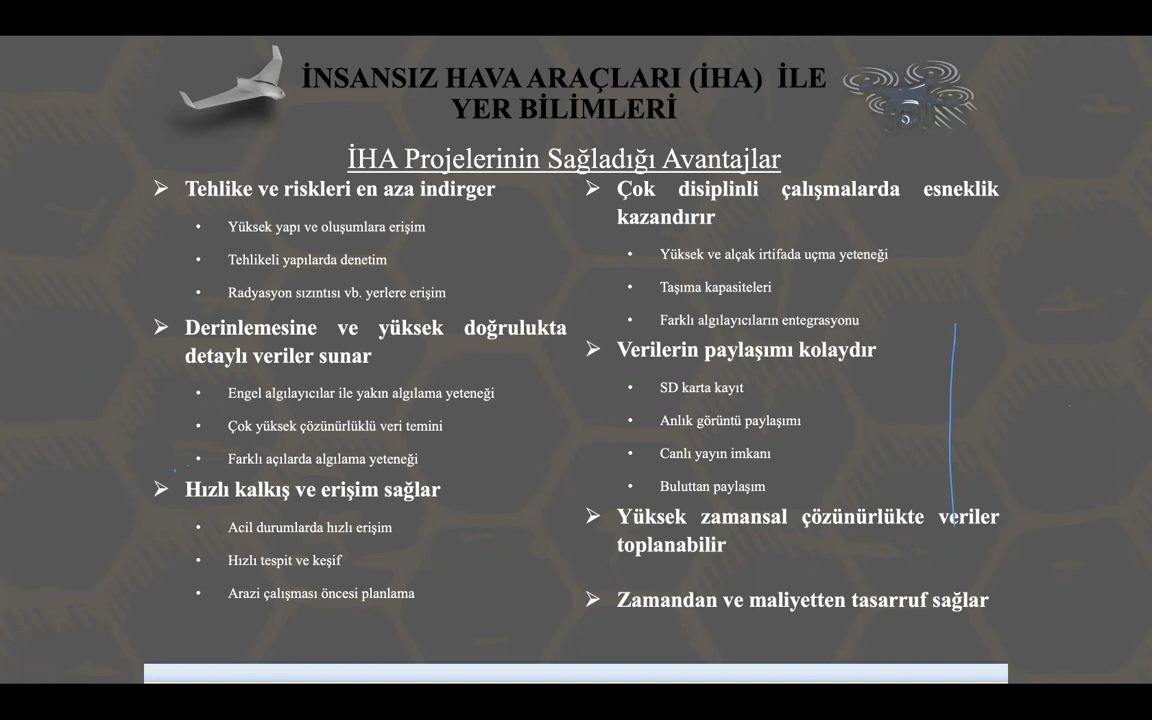 İNSANSIZ HAVA ARAÇLARI (İHA) İLE
YER BİLİMLERİ
İHA Projelerinin Sağladığı Avantajlar
➢ Tehlike ve riskleri en aza indirger
• Yüksek yapı ve oluşumlara erişim
• Tehlikeli yapılarda denetim
• Radyasyon sızıntısı vb. yerlere erişim
➢ Derinlemesine ve yüksek doğrulukta
detaylı veriler sunar
• Engel algılayıcılar ile yakın algılama yeteneği
• Çok yüksek çözünürlüklü veri temini
• Farklı açılarda algılama yeteneği
➢ Hızlı kalkış ve erişim sağlar
• Acil durumlarda hızlı erişim
• Hızlı tespit ve keşif
• Arazi çalışması öncesi planlama
➢ Çok disiplinli çalışmalarda esneklik
kazandırır
• Yüksek ve alçak irtifada uçma yeteneği
• Taşıma kapasiteleri
• Farklı algılayıcıların entegrasyonu
➢ Verilerin paylaşımı kolaydır
• SD karta kayıt
• Anlık görüntü paylaşımı
• Canlı yayın imkanı
• Buluttan paylaşım
➢ Yüksek zamansal çözünürlükte veriler
toplanabilir
➢ Zamandan ve maliyetten tasarruf sağlar